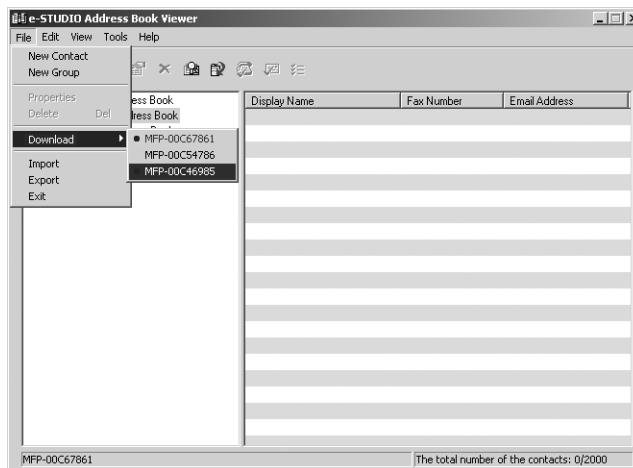 e-STUDIO Address Book Viewer
File Edit View Tools Help
New Contact
New Group
Properties
Delete Del
Download
Import
Export
Exit
MFP-00C67861
MFP-00C54786
MFP-00C46985
ess Book
dress Book
Display Name Fax Number Email Address
MFP-00C67861 The total number of the contacts: 0/2000